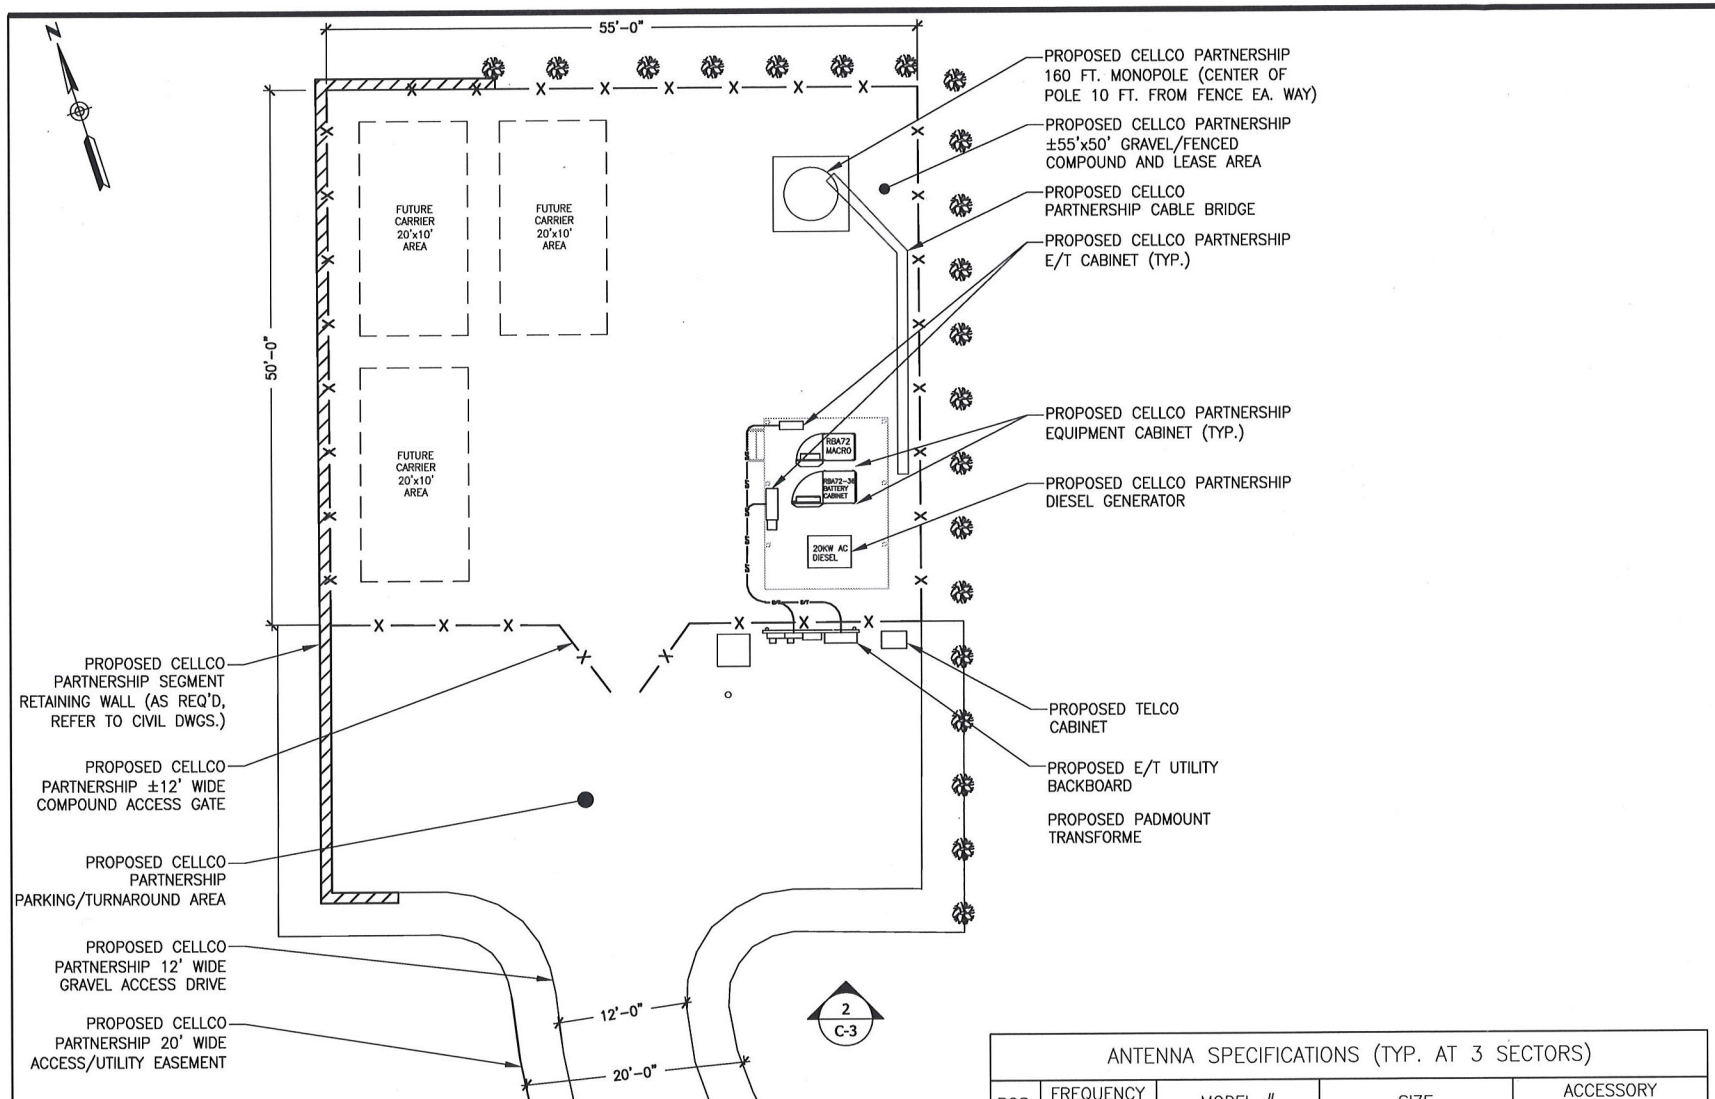 N
55'-0"
50'-0"
PROPOSED CELLCO PARTNERSHIP
160 FT. MONOPOLE (CENTER OF
POLE 10 FT. FROM FENCE EA. WAY)
PROPOSED CELLCO PARTNERSHIP
±55'x50' GRAVEL/FENCED
COMPOUND AND LEASE AREA
PROPOSED CELLCO
PARTNERSHIP CABLE BRIDGE
PROPOSED CELLCO PARTNERSHIP
E/T CABINET (TYP.)
FUTURE
CARRIER
20'x10'
AREA
FUTURE
CARRIER
20'x10'
AREA
FUTURE
CARRIER
20'x10'
AREA
RBA72
MACRO
RBA72-36
BATTERY
CABINET
20KW AC
DIESEL
E/T
E/T
PROPOSED CELLCO PARTNERSHIP
EQUIPMENT CABINET (TYP.)
PROPOSED CELLCO PARTNERSHIP
DIESEL GENERATOR
PROPOSED TELCO
CABINET
PROPOSED E/T UTILITY
BACKBOARD
PROPOSED PADMOUNT
TRANSFORME
PROPOSED CELLCO
PARTNERSHIP SEGMENT
RETAINING WALL (AS REQ'D,
REFER TO CIVIL DWGS.)
PROPOSED CELLCO
PARTNERSHIP ±12' WIDE
COMPOUND ACCESS GATE
PROPOSED CELLCO
PARTNERSHIP
PARKING/TURNAROUND AREA
PROPOSED CELLCO
PARTNERSHIP 12' WIDE
GRAVEL ACCESS DRIVE
PROPOSED CELLCO
PARTNERSHIP 20' WIDE
ACCESS/UTILITY EASEMENT
12'-0"
20'-0"
2
C-3
ANTENNA SPECIFICATIONS (TYP. AT 3 SECTORS)
FREQUENCY
MODEL #
SIZE
ACCESSORY